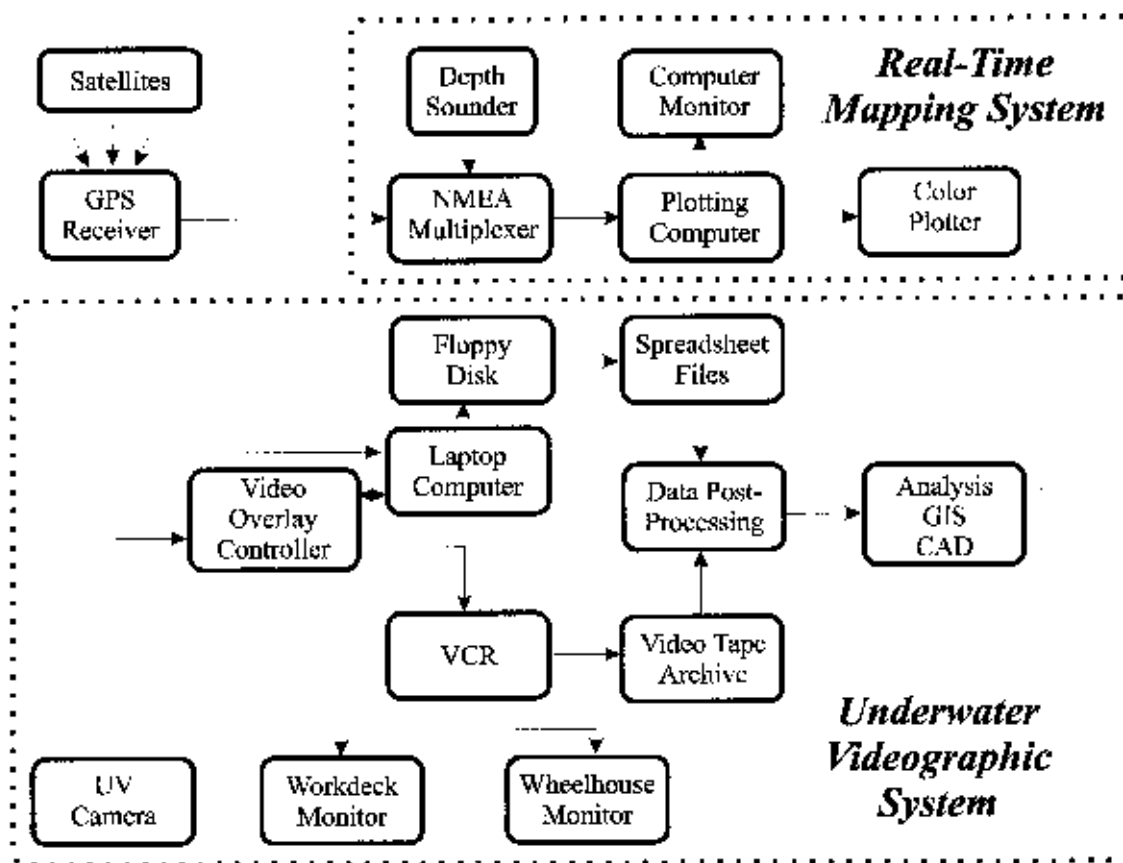 Satellites
Depth
Sounder
Computer
Monitor
Real-Time
Mapping System
GPS
Receiver
NMEA
Multiplexer
Plotting
Computer
Color
Plotter
Floppy
Disk
Spreadsheet
Files
Laptop
Computer
Video
Overlay
Controller
Data Post-
Processing
Analysis
GIS
CAD
VCR
Video Tape
Archive
Underwater
Videographic
System
UV
Camera
Workdeck
Monitor
Wheelhouse
Monitor